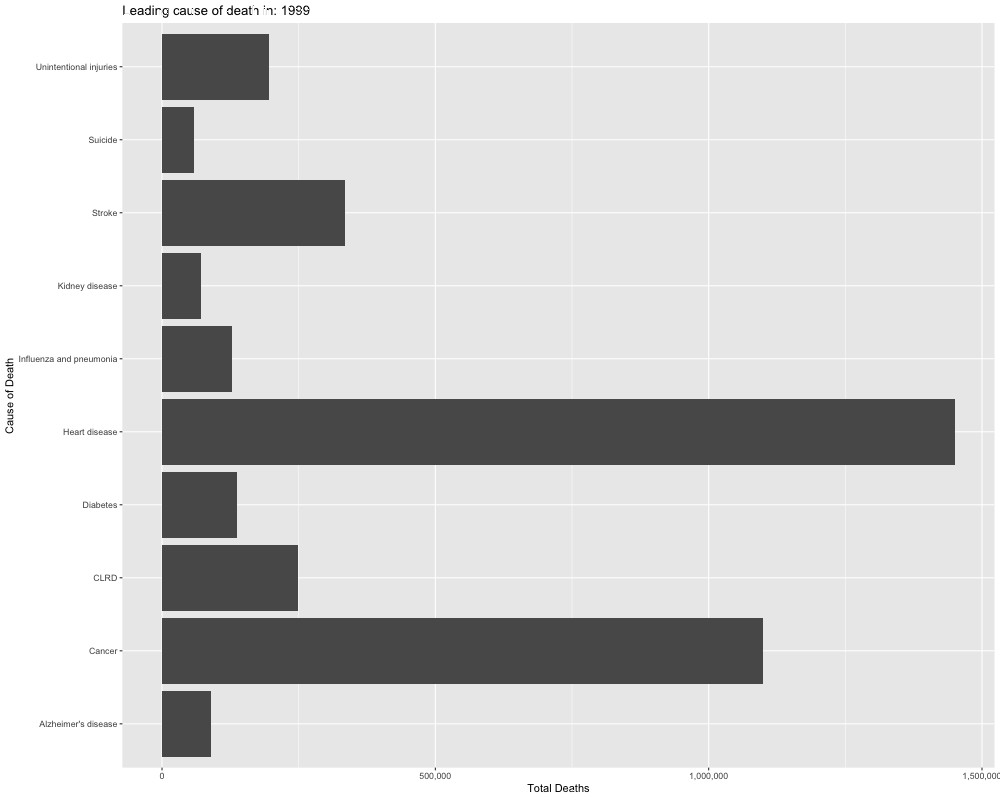 Leading cause of death in: 1999
Unintentional injuries
Suicide
Stroke
Kidney disease
Influenza and pneumonia
Heart disease
Diabetes
CLRD
Cancer
Alzheimer's disease
Cause of Death
0 500,000 1,000,000 1,500,000
Total Deaths